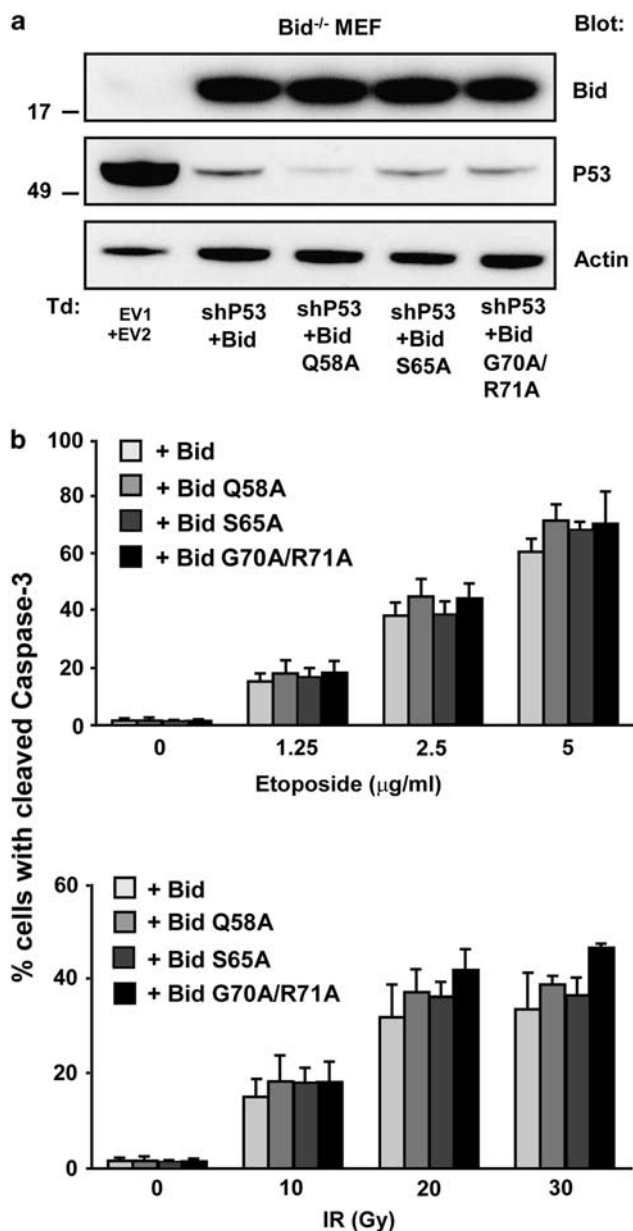 a
Bid-/- MEF
Blot:
17
Bid
49
P53
Actin
Td:
EV1
+EV2
shP53
+Bid
shP53
+Bid
Q58A
shP53
+Bid
S65A
shP53
+Bid
G70A/
R71A
b
% cells with cleaved Caspase-3
100
80
60
40
20
0
+ Bid
+ Bid Q58A
+ Bid S65A
+ Bid G70A/R71A
0 1.25 2.5 5
Etoposide (μg/ml)
60
40
20
0
+ Bid
+ Bid Q58A
+ Bid S65A
+ Bid G70A/R71A
0 10 20 30
IR (Gy)